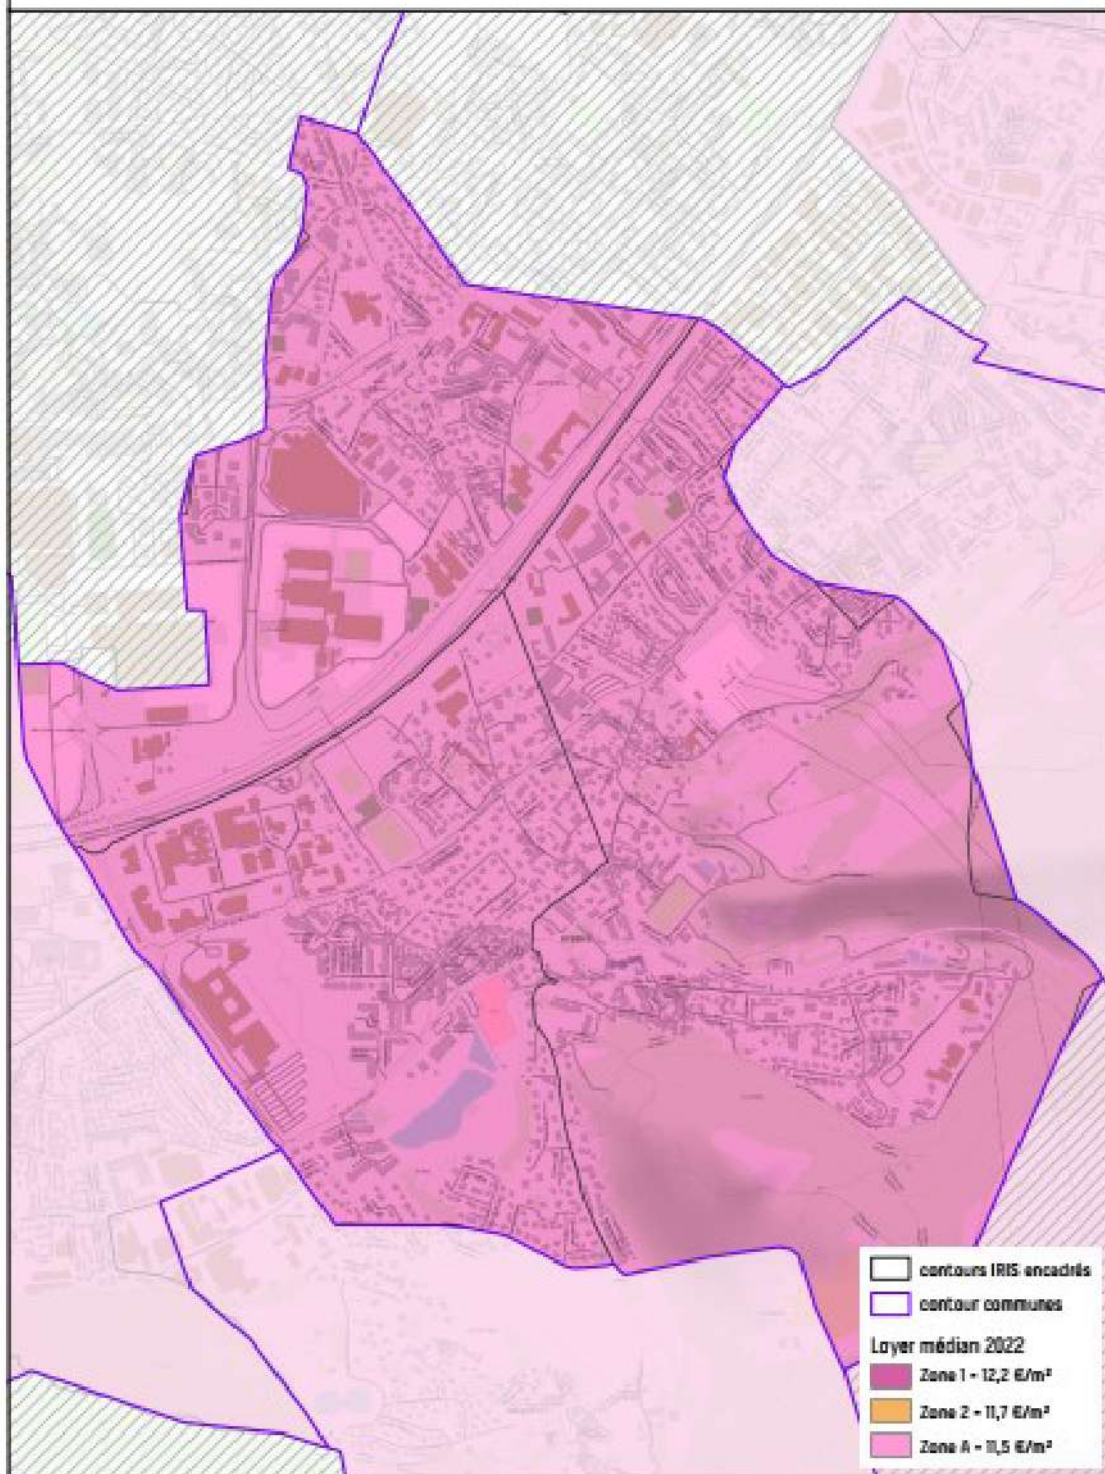 contours IRIS encadrés
contour communes
Loyer médian 2022
Zone 1 - 12,2 €/m²
Zone 2 - 11,7 €/m²
Zone A - 11,5 €/m²